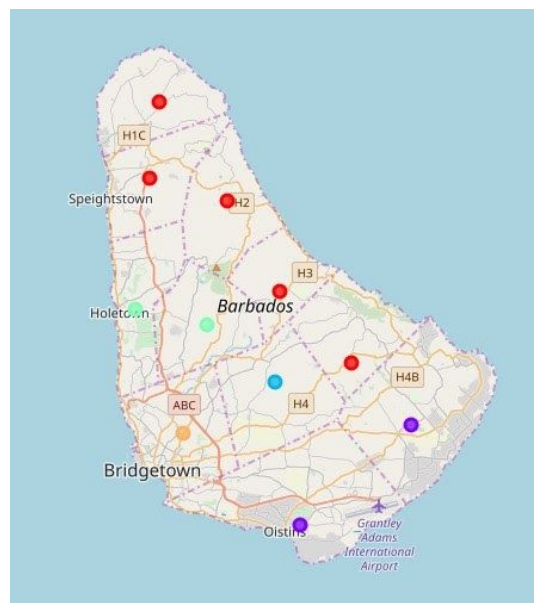 H1C
Speightstown
H2
H3
Barbados
Holetown
H4B
ABC
H4
Bridgetown
Oistins
Grantley
Adams
International
Airport